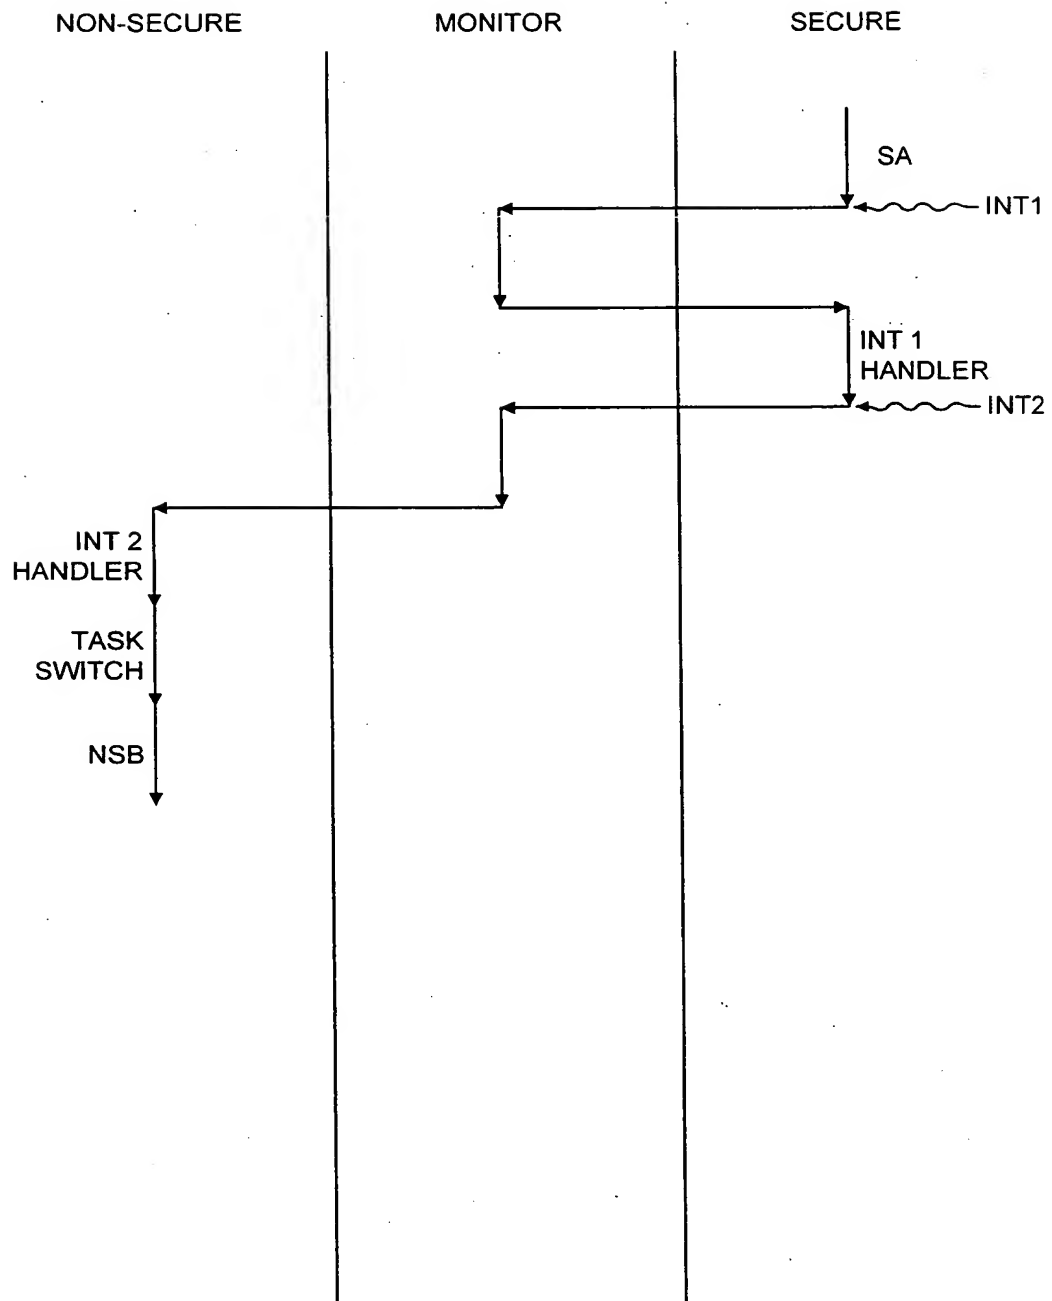 NON-SECURE
MONITOR
SECURE
SA
INT1
INT 1
HANDLER
INT2
INT 2
HANDLER
TASK
SWITCH
NSB